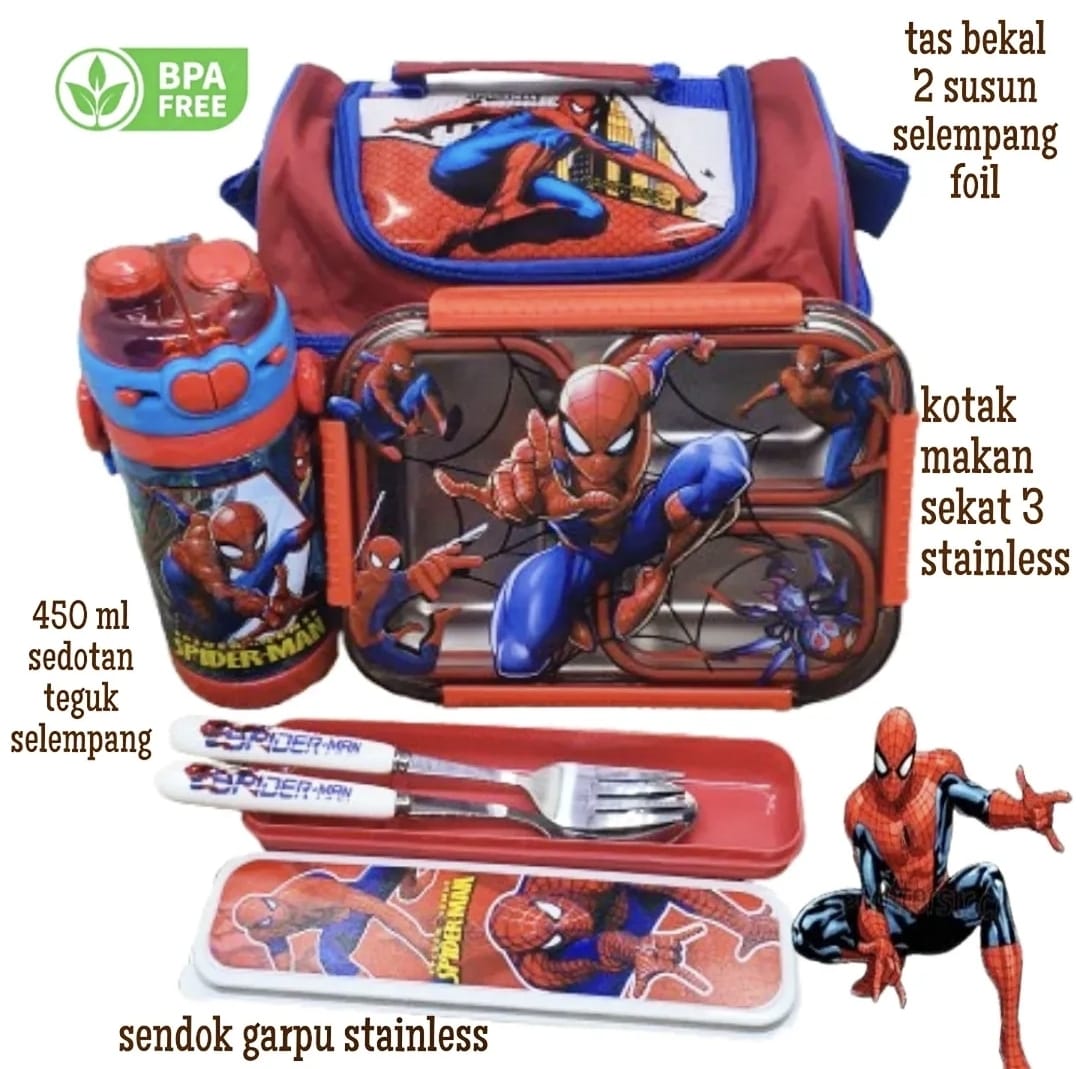 BPA
FREE
tas bekal
2 susun
selempang
foil
kotak
makan
sekat 3
stainless
450 ml
sedotan
teguk
selempang
SPIDER-MAN
SPIDER-MAN
SPIDER-MAN
SPIDER-MAN
sendok garpu stainless